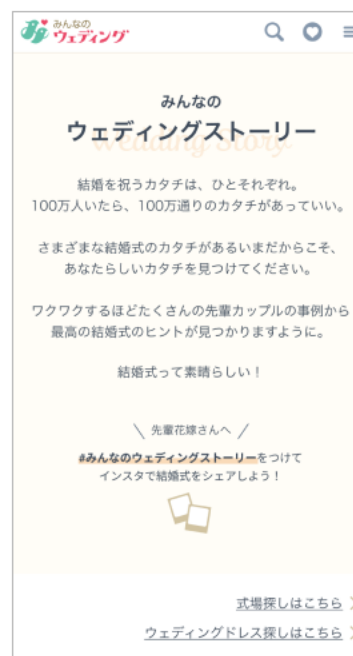 みんなの
ウェディング
みんなの
ウェディングストーリー
Wedding Story
結婚を祝うカタチは、ひとそれぞれ。
100万人いたら、100万通りのカタチがあっていい。
さまざまな結婚式のカタチがあるいまだからこそ、
あなたらしいカタチを見つけてください。
ワクワクするほどたくさんの先輩カップルの事例から
最高の結婚式のヒントが見つかりますように。
結婚式って素晴らしい！
＼ 先輩花嫁さんへ ／
#みんなのウェディングストーリーをつけて
インスタで結婚式をシェアしよう！
式場探しはこちら
ウェディングドレス探しはこちら